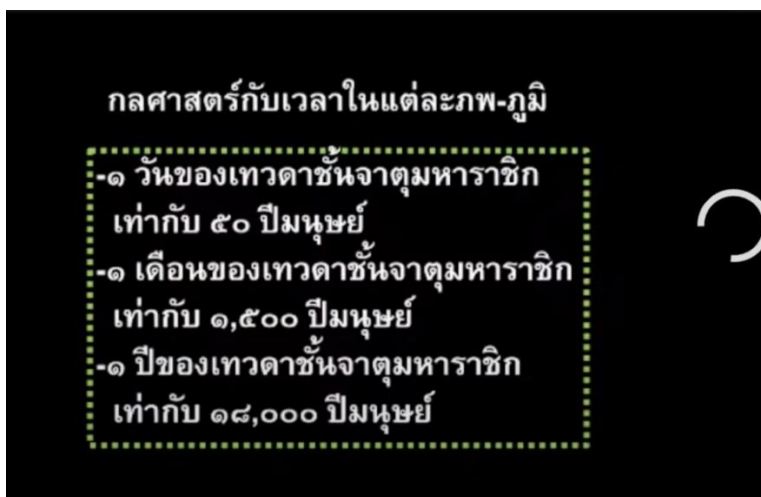 กลศาสตร์กับเวลาในแต่ละภพ-ภูมิ
-๑ วันของเทวดาชั้นจาตุมหาราชิก
เท่ากับ ๕๐ ปีมนุษย์
-๑ เดือนของเทวดาชั้นจาตุมหาราชิก
เท่ากับ ๑,๕๐๐ ปีมนุษย์
-๑ ปีของเทวดาชั้นจาตุมหาราชิก
เท่ากับ ๑๘,๐๐๐ ปีมนุษย์